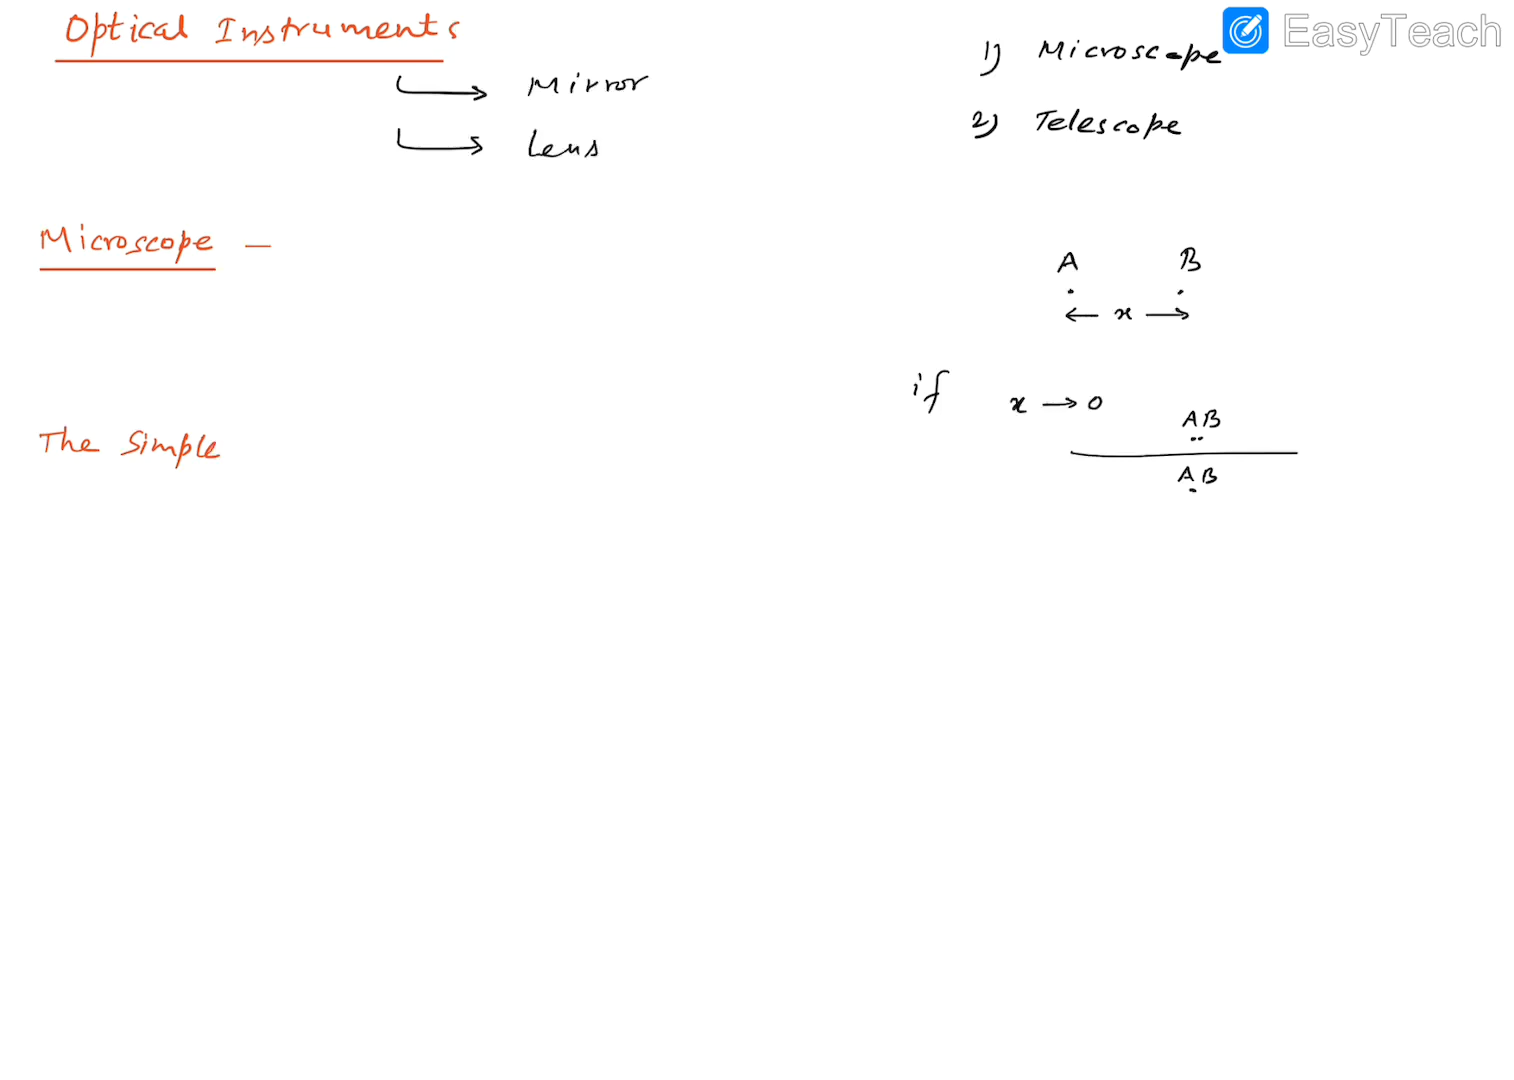 Optical Instruments
→ Mirror
→ Lens
1) Microscope
2) Telescope
EasyTeach
Microscope —
A B
← x →
if x → 0
AB
AB
The Simple